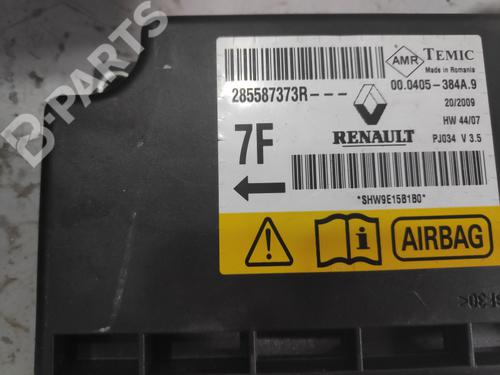 B-PARTS
AMR TEMIC
Made in Romania
285587373R--- 00.0405-384A.9
20/2009
7F HW 44/07
RENAULT PJ034 V 3.5
*SHW9E15B1B0*
i AIRBAG